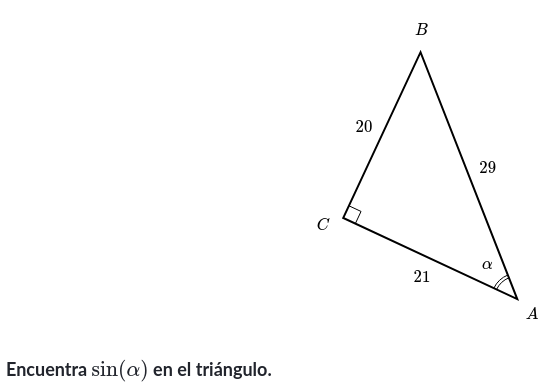 B
20
29
C
α
21
A
Encuentra sin(α) en el triángulo.